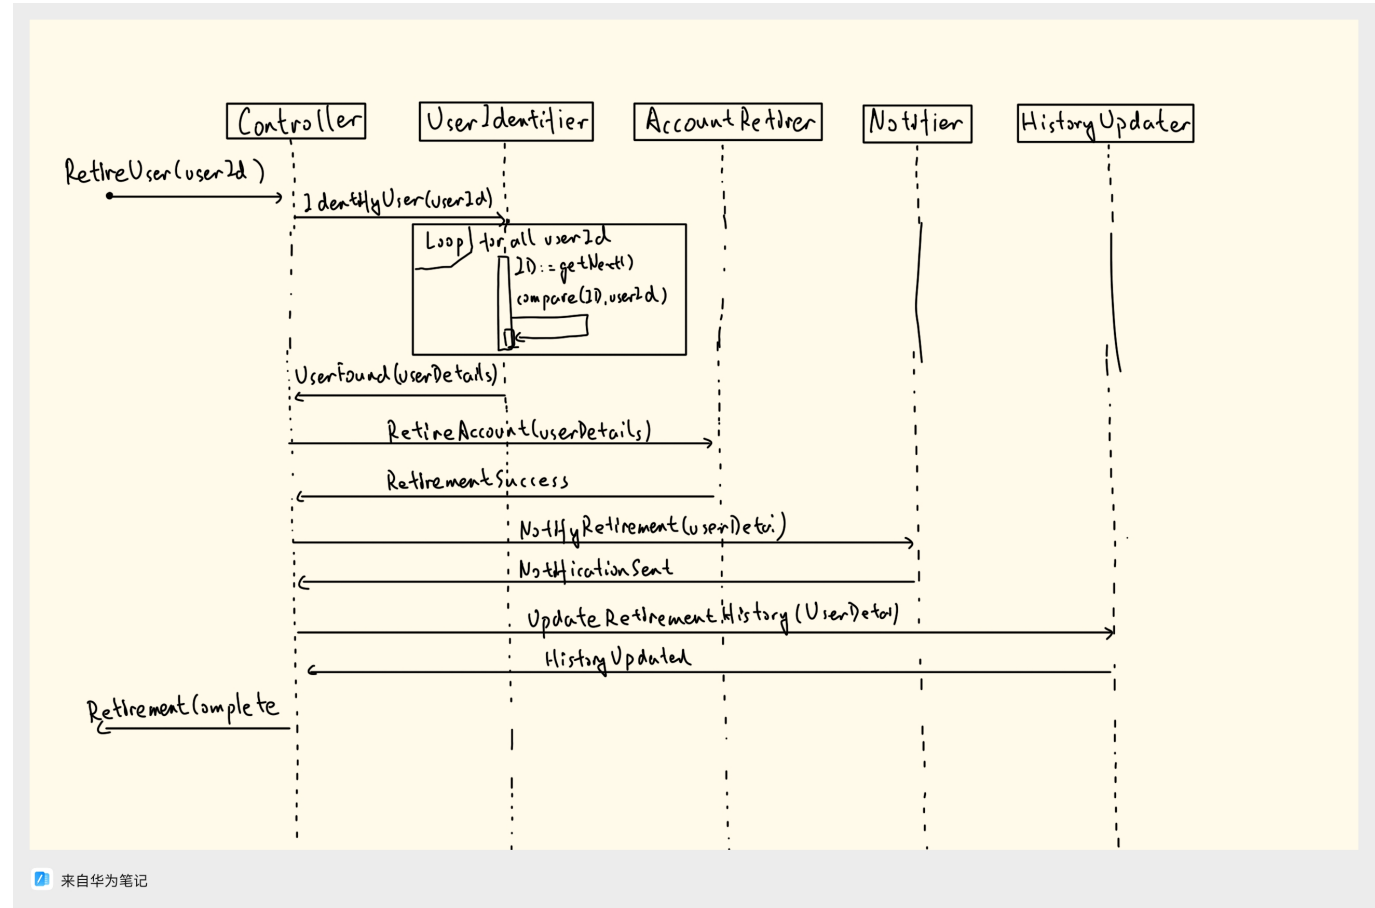 Controller
UserIdentifier
AccountRetirer
Notifier
HistoryUpdater
RetireUser(userId)
IdentifyUser(userId)
Loop for all userId
ID:=getNext()
compare(ID,userId)
UserFound(userDetails)
RetireAccount(userDetails)
RetirementSuccess
NotifyRetirement(userDetai)
NotificationSent
UpdateRetirementHistory(UserDetai)
HistoryUpdated
RetirementComplete
来自华为笔记